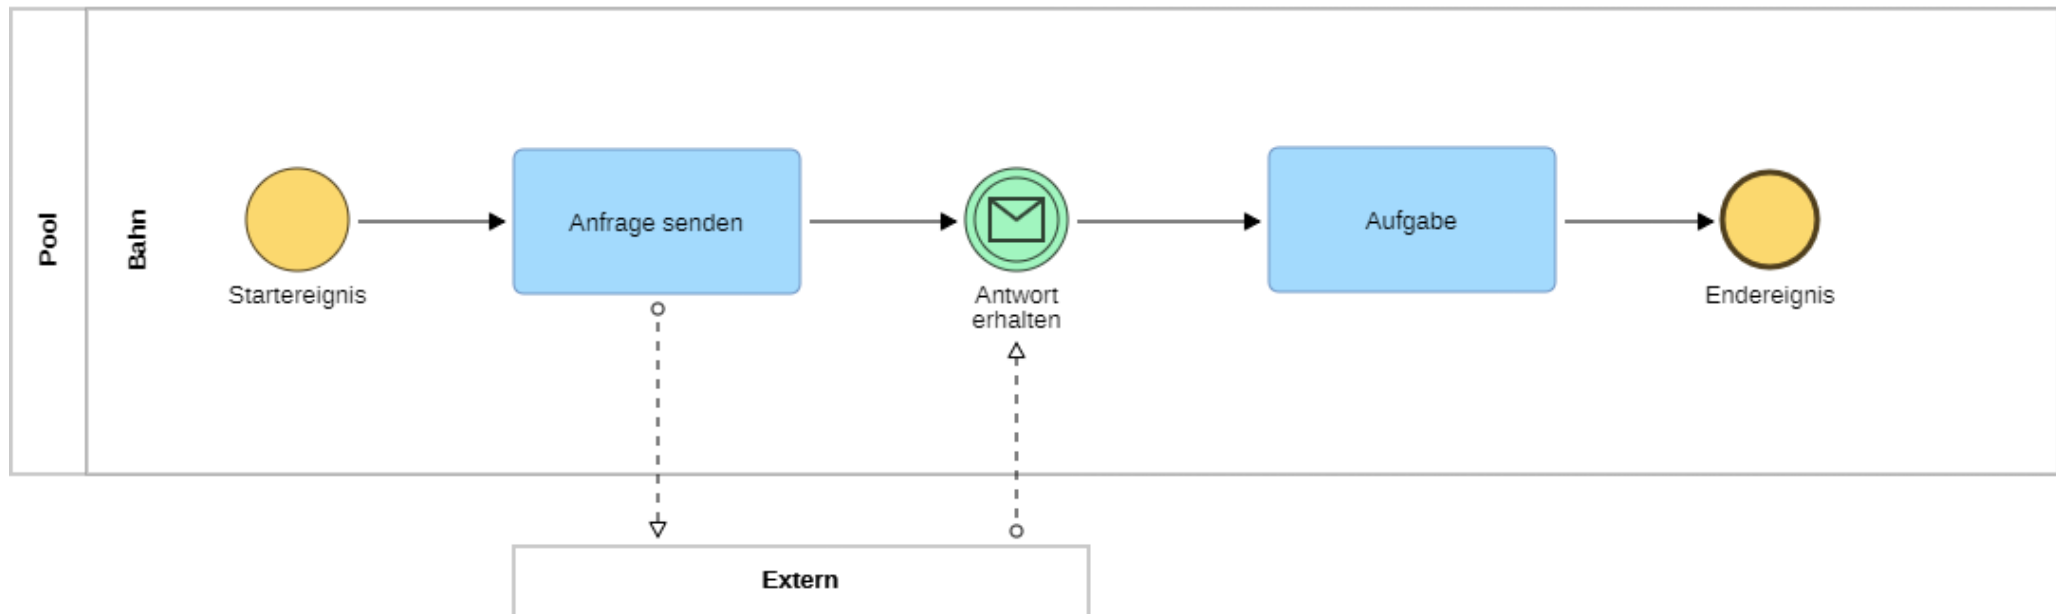 Pool
Bahn
Startereignis
Anfrage senden
Antwort
erhalten
Aufgabe
Endereignis
Extern